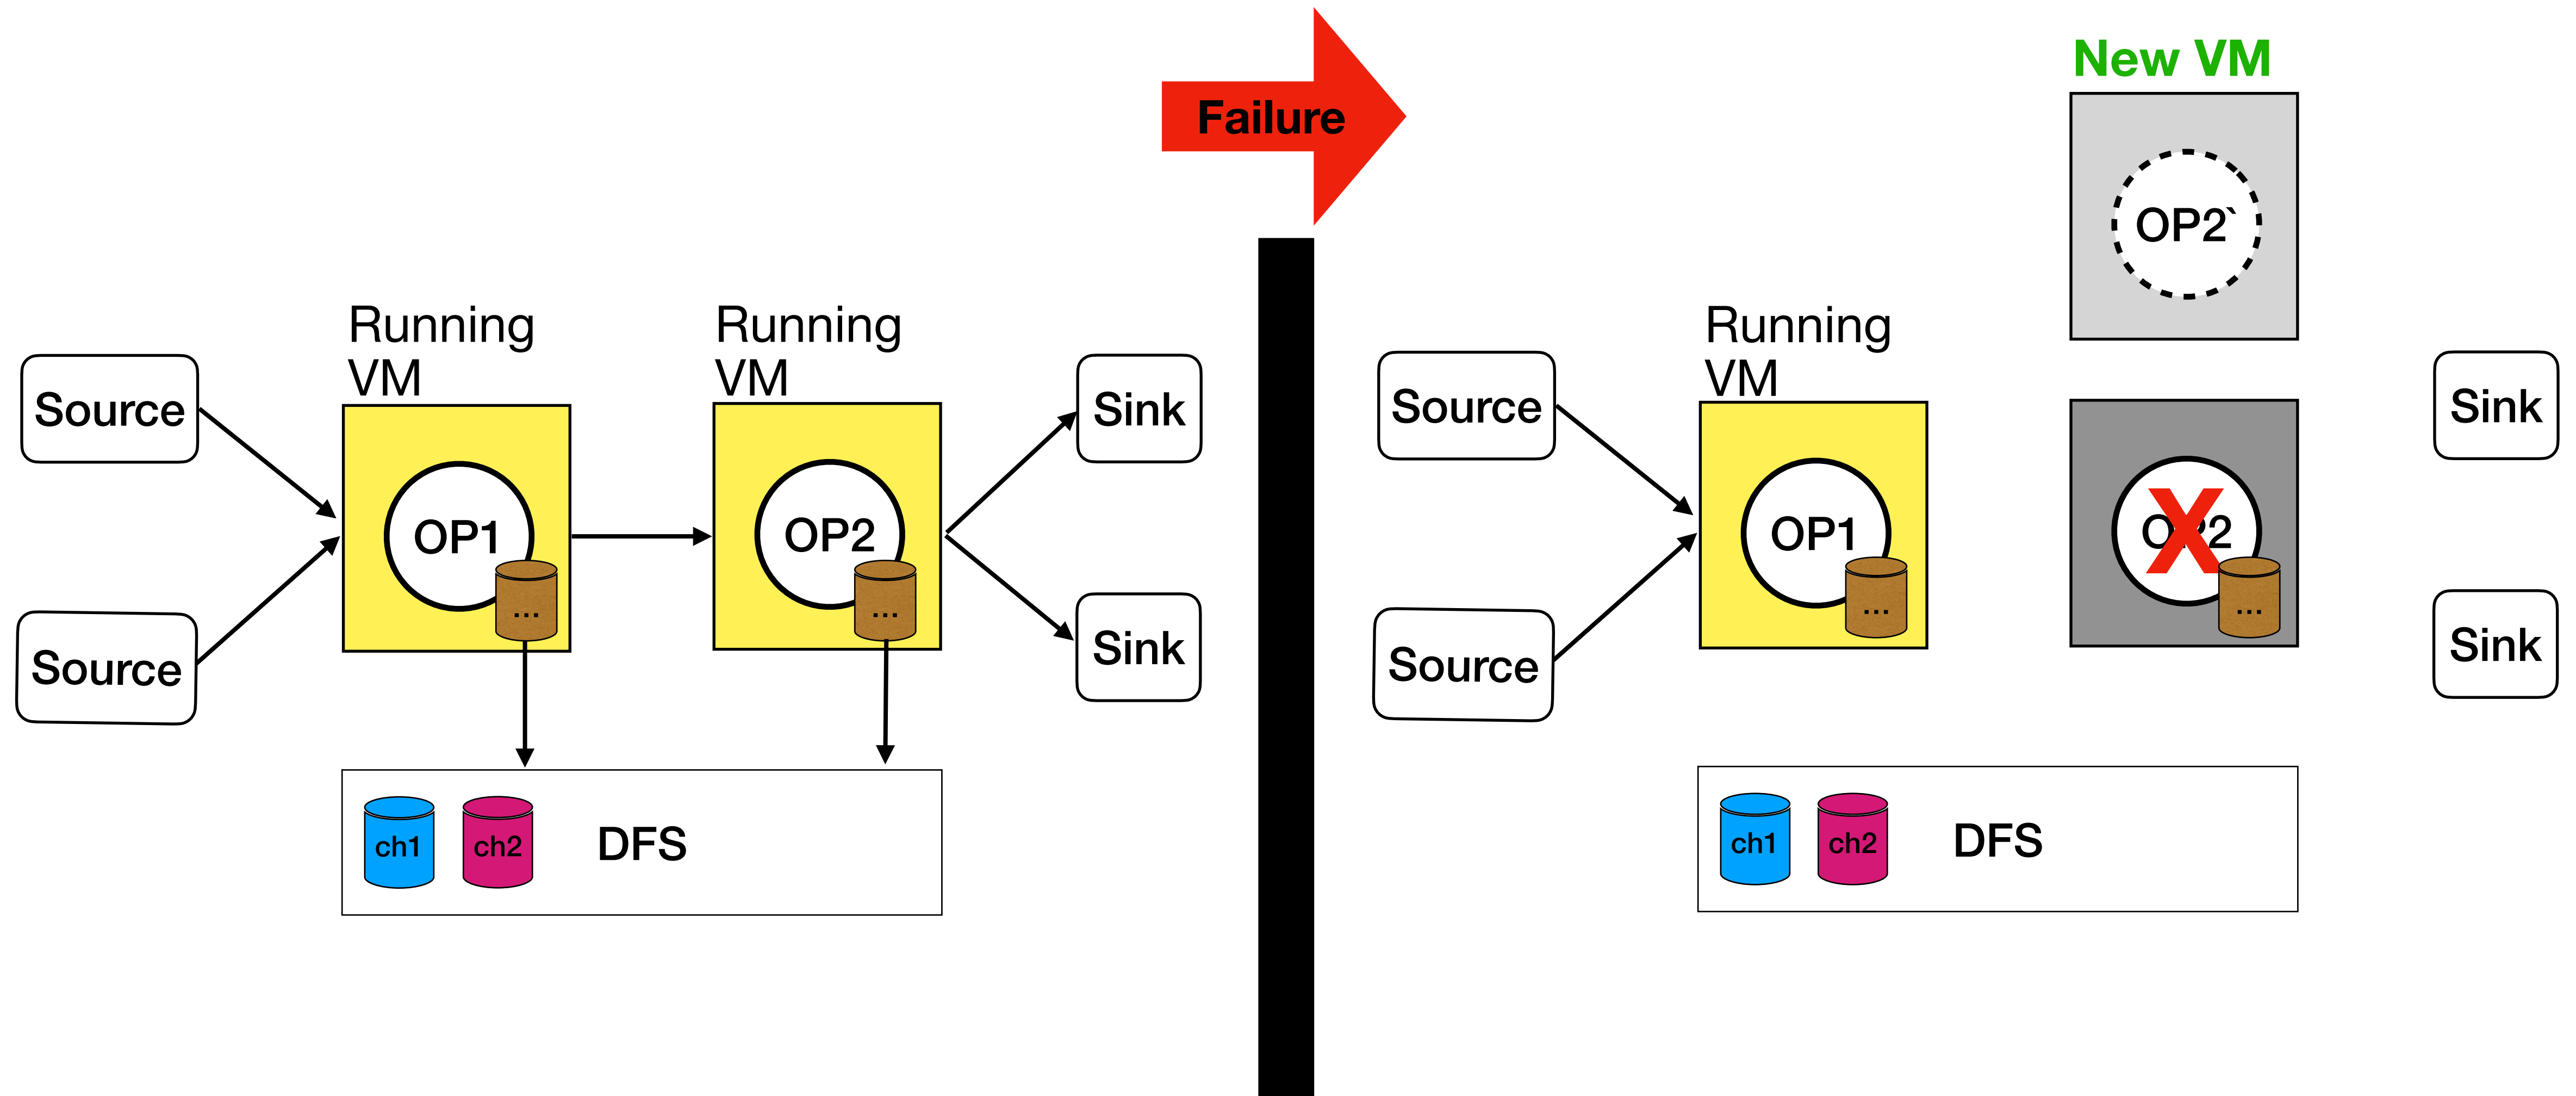 Failure
Running
VM
Running
VM
Source
Source
OP1
...
OP2
...
Sink
Sink
ch1
ch2
DFS
New VM
OP2`
Running
VM
Source
Source
OP1
...
OP2
X
...
Sink
Sink
ch1
ch2
DFS